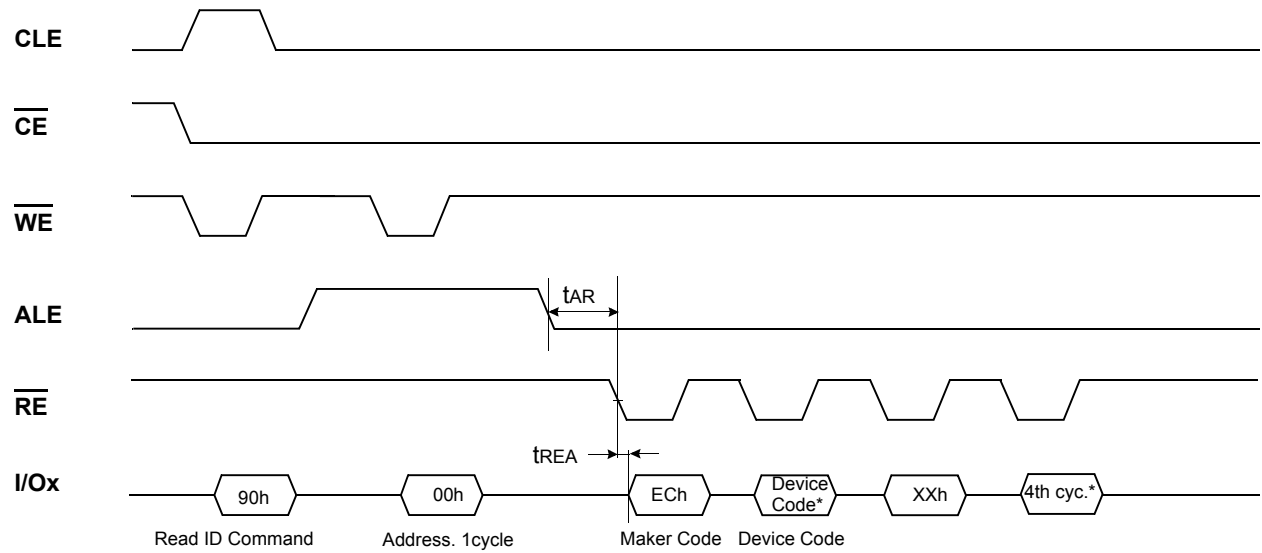 CLE
CE
WE
ALE
tAR
RE
tREA
I/Ox
90h
00h
ECh
Device
Code*
XXh
4th cyc.*
Read ID Command
Address. 1cycle
Maker Code
Device Code